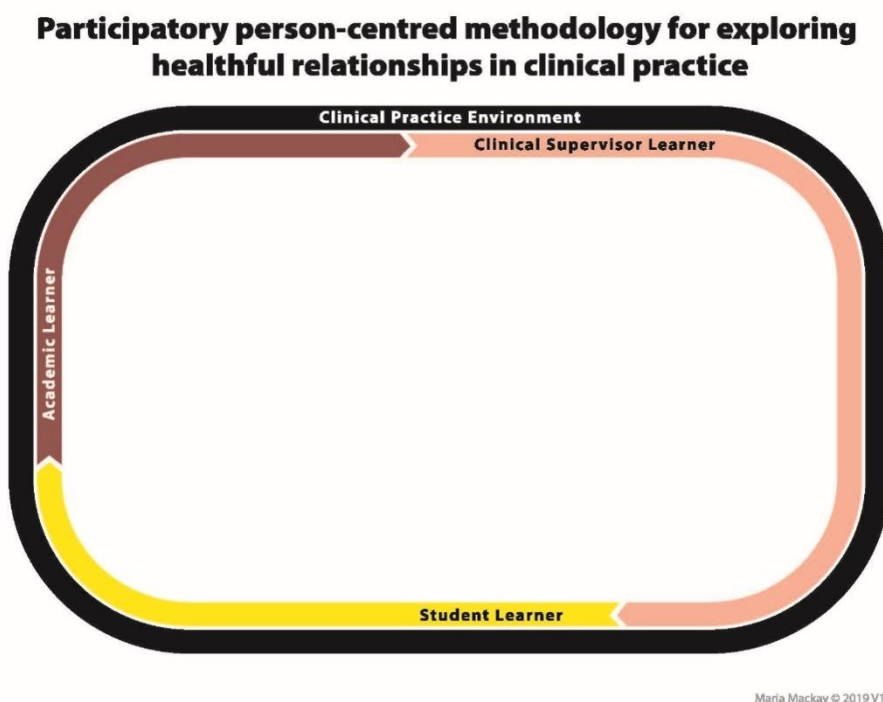 Participatory person-centred methodology for exploring
healthful relationships in clinical practice
Clinical Practice Environment
Clinical Supervisor Learner
Academic Learner
Student Learner
Maria Mackay © 2019 V1